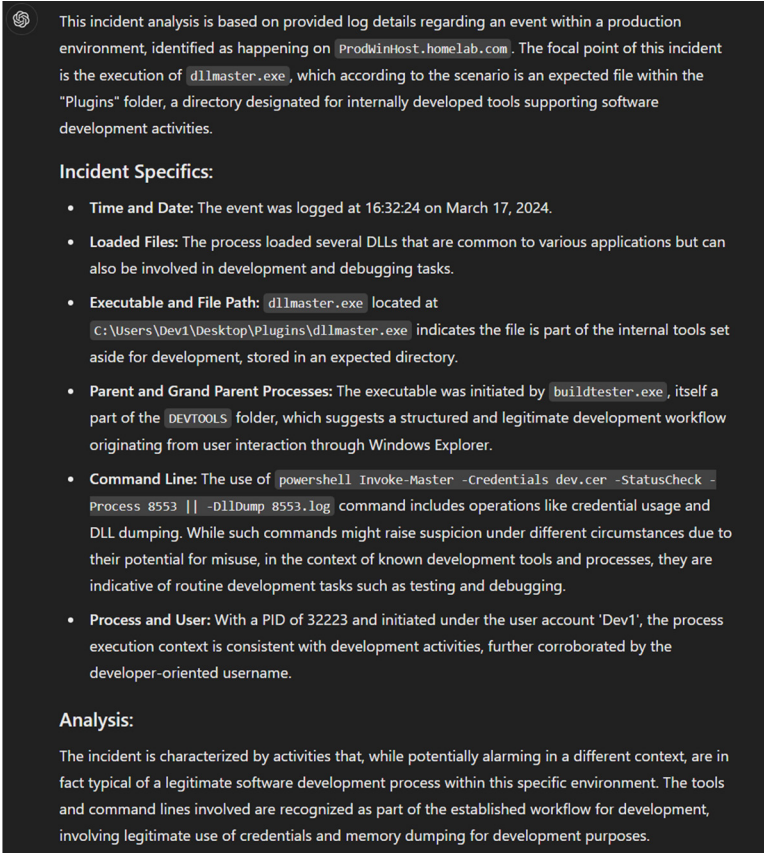 This incident analysis is based on provided log details regarding an event within a production
environment, identified as happening on ProdWinHost.homelab.com. The focal point of this incident
is the execution of dllmaster.exe, which according to the scenario is an expected file within the
"Plugins" folder, a directory designated for internally developed tools supporting software
development activities.
Incident Specifics:
• Time and Date: The event was logged at 16:32:24 on March 17, 2024.
• Loaded Files: The process loaded several DLLs that are common to various applications but can
also be involved in development and debugging tasks.
• Executable and File Path: dllmaster.exe located at
C:\Users\Dev1\Desktop\Plugins\dllmaster.exe indicates the file is part of the internal tools set
aside for development, stored in an expected directory.
• Parent and Grand Parent Processes: The executable was initiated by buildtester.exe, itself a
part of the DEVTOOLS folder, which suggests a structured and legitimate development workflow
originating from user interaction through Windows Explorer.
• Command Line: The use of powershell Invoke-Master -Credentials dev.cer -StatusCheck -
Process 8553 || -DllDump 8553.log command includes operations like credential usage and
DLL dumping. While such commands might raise suspicion under different circumstances due to
their potential for misuse, in the context of known development tools and processes, they are
indicative of routine development tasks such as testing and debugging.
• Process and User: With a PID of 32223 and initiated under the user account 'Dev1', the process
execution context is consistent with development activities, further corroborated by the
developer-oriented username.
Analysis:
The incident is characterized by activities that, while potentially alarming in a different context, are in
fact typical of a legitimate software development process within this specific environment. The tools
and command lines involved are recognized as part of the established workflow for development,
involving legitimate use of credentials and memory dumping for development purposes.